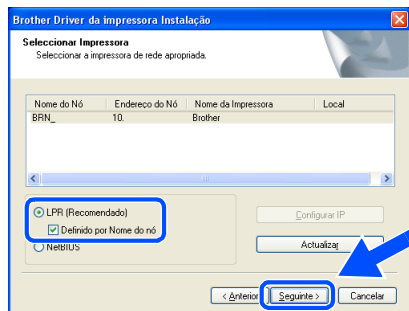 Brother Driver da impressora Instalação
Seleccionar Impressora
Seleccionar a impressora de rede apropriada.
Nome do Nó Endereço do Nó Nome da Impressora Local
BRN_ 10. Brother
LPR (Recomendado)
Definido por Nome do nó
NetBIOS
Configurar IP
Actualizar
< Anterior Seguinte > Cancelar